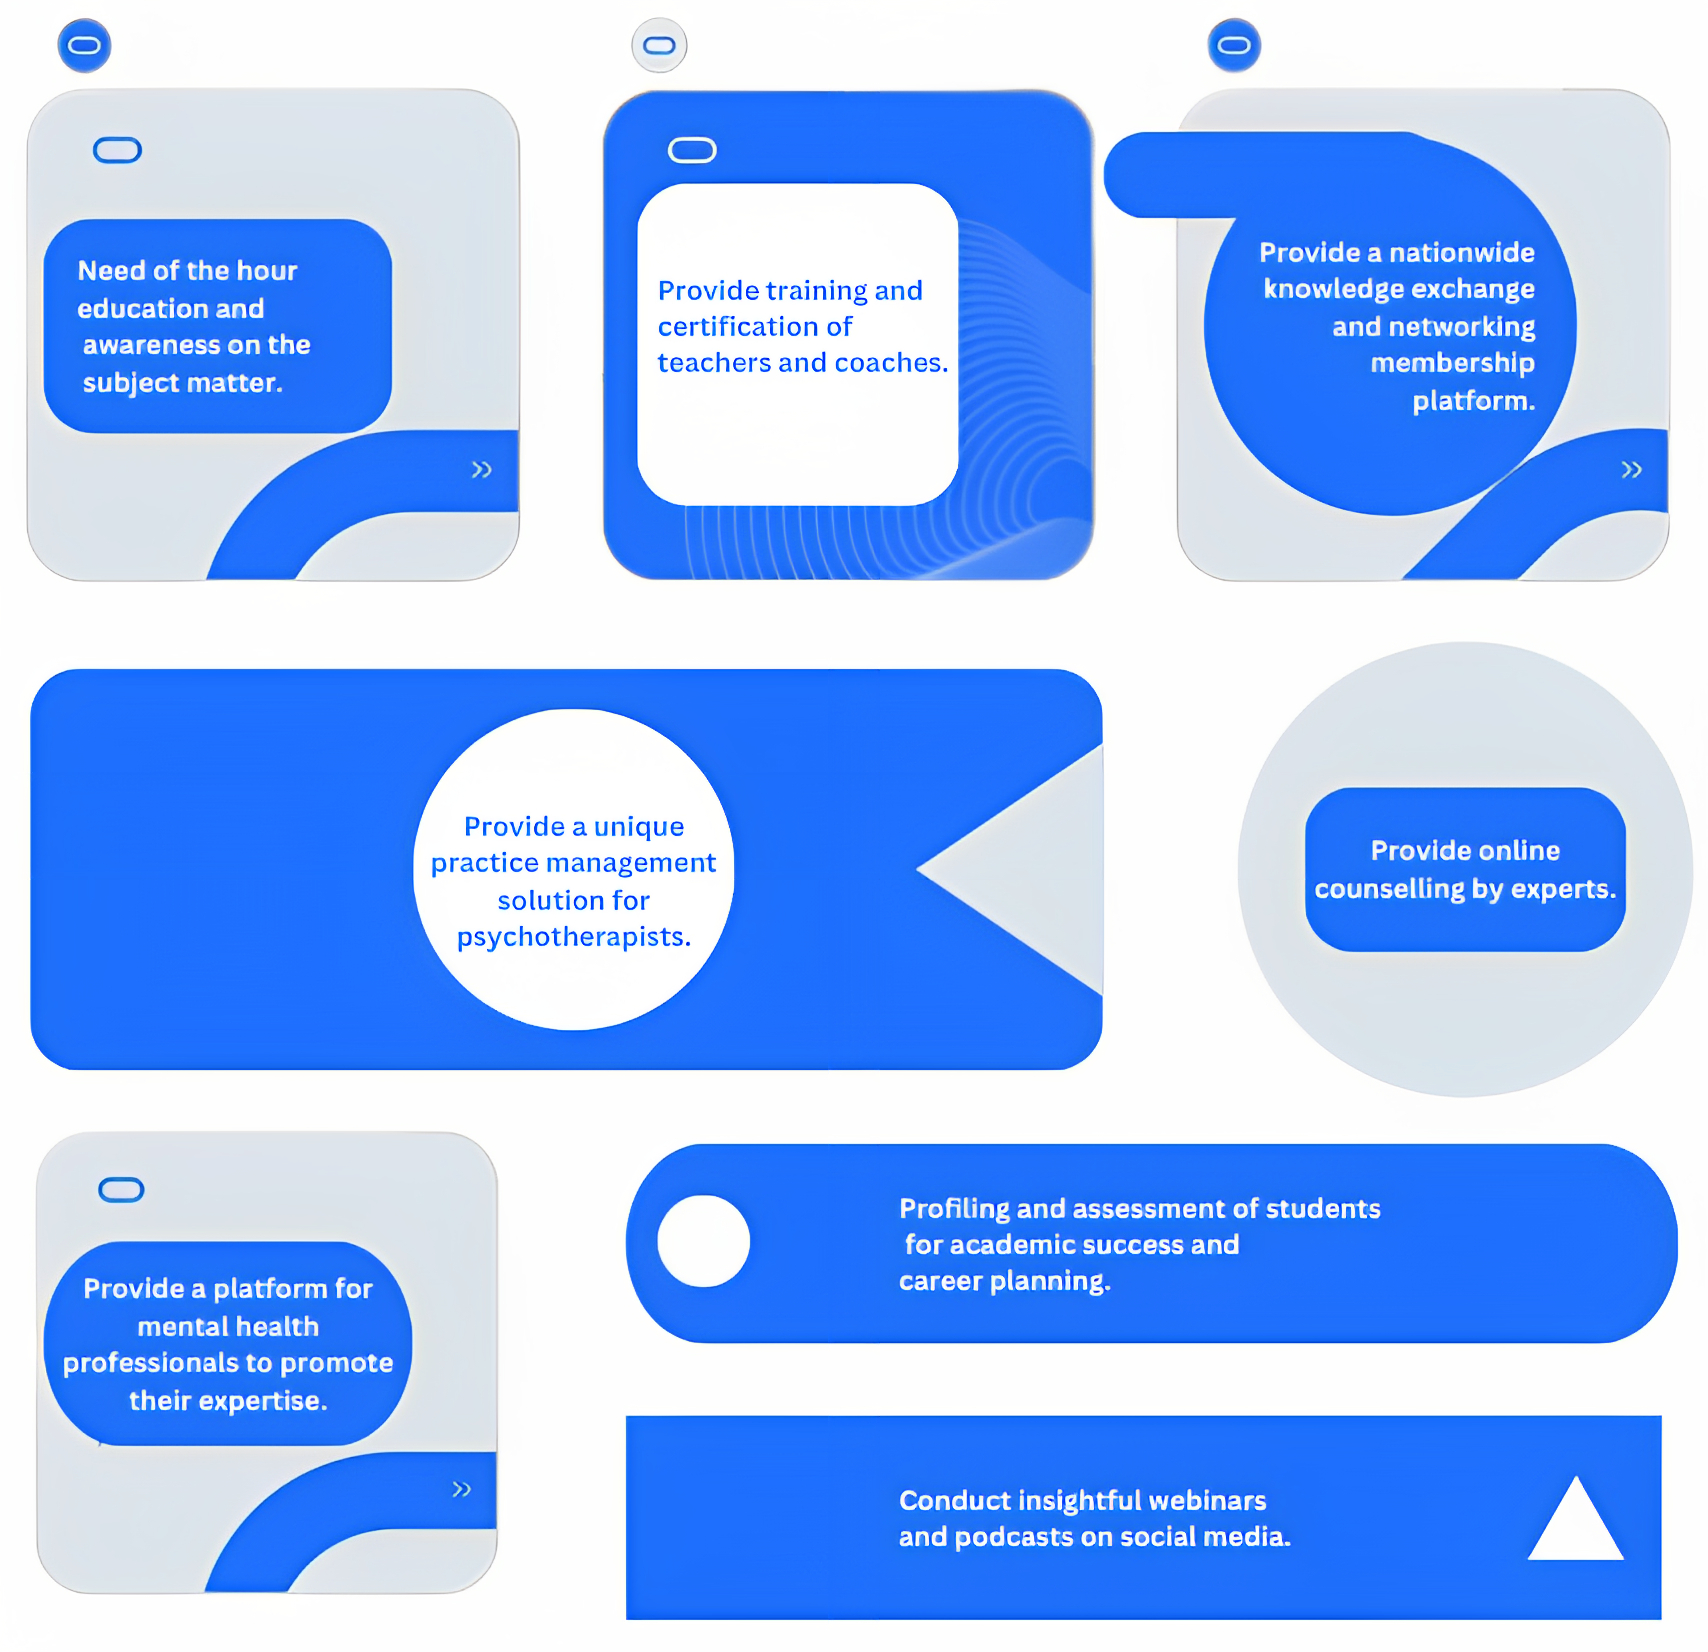 Need of the hour
education and
awareness on the
subject matter.
Provide training and
certification of
teachers and coaches.
Provide a nationwide
knowledge exchange
and networking
membership
platform.
Provide a unique
practice management
solution for
psychotherapists.
Provide online
counselling by experts.
Provide a platform for
mental health
professionals to promote
their expertise.
Profiling and assessment of students
for academic success and
career planning.
Conduct insightful webinars
and podcasts on social media.